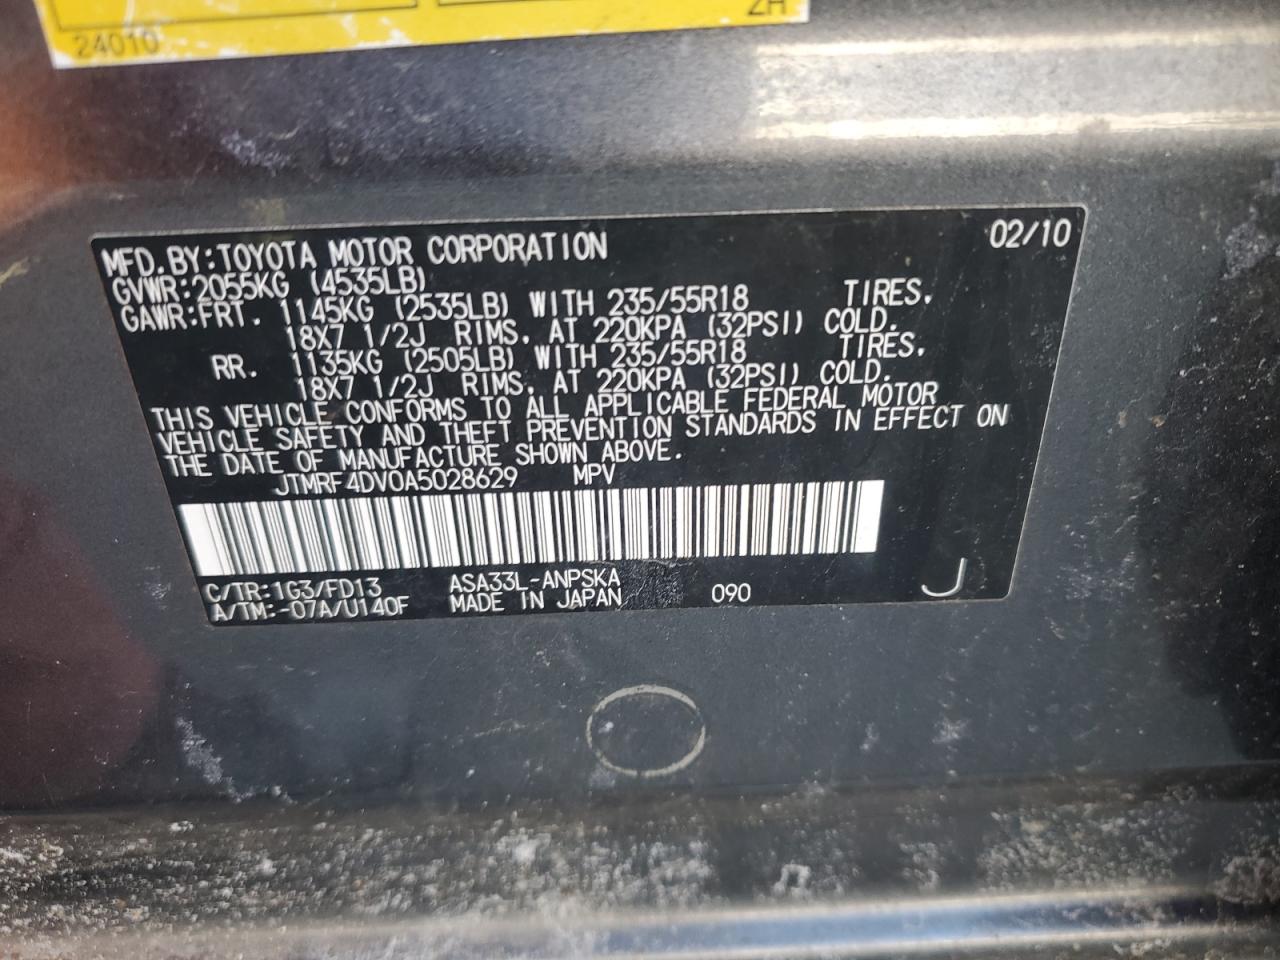 24010
2H
MFD.BY:TOYOTA MOTOR CORPORATION 02/10
GVWR:2055KG (4535LB)
GAWR:FRT. 1145KG (2535LB) WITH 235/55R18 TIRES.
18X7 1/2J RIMS, AT 220KPA (32PSI) COLD.
RR. 1135KG (2505LB) WITH 235/55R18 TIRES,
18X7 1/2J RIMS, AT 220KPA (32PSI) COLD.
THIS VEHICLE CONFORMS TO ALL APPLICABLE FEDERAL MOTOR
VEHICLE SAFETY AND THEFT PREVENTION STANDARDS IN EFFECT ON
THE DATE OF MANUFACTURE SHOWN ABOVE.
JTMRF4DV0A5028629 MPV
C/TR:1G3/FD13 ASA33L-ANPSKA
A/TM:-07A/U140F MADE IN JAPAN 090 J